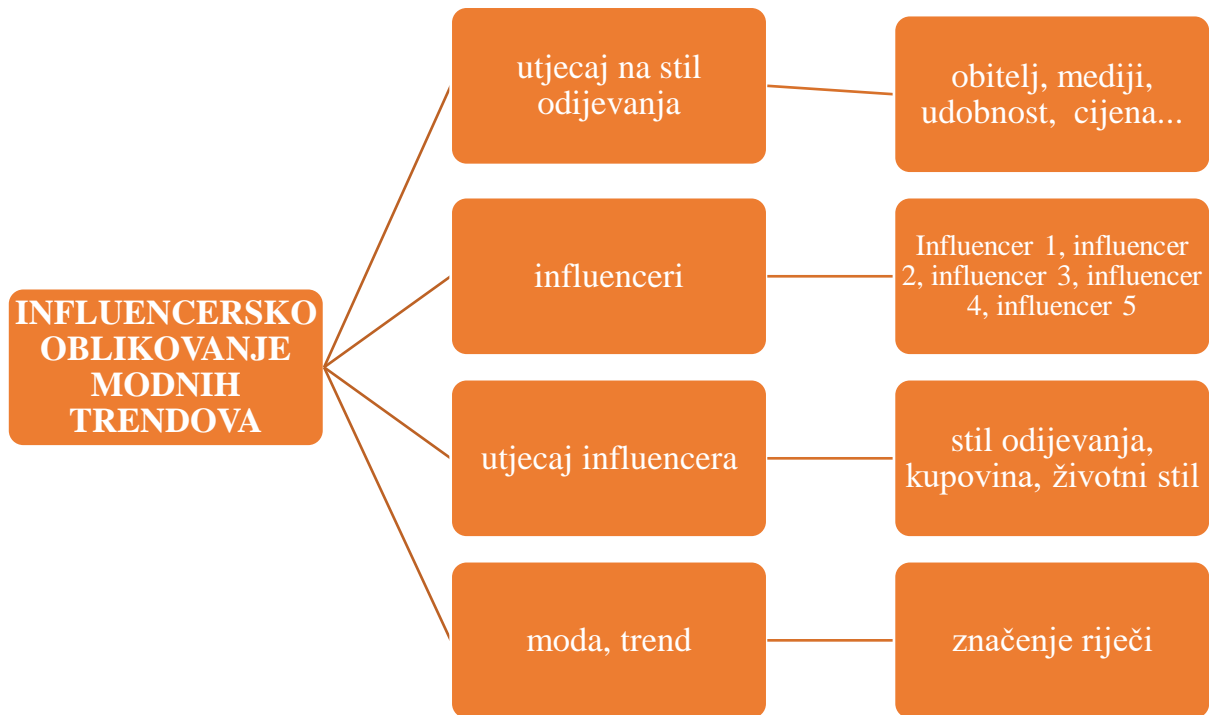 utjecaj na stil
odijevanja
obitelj, mediji,
udobnost, cijena...
influenceri
Influencer 1, influencer
2, influencer 3, influencer
4, influencer 5
INFLUENCERSKO
OBLIKOVANJE
MODNIH
TRENDOVA
utjecaj influencera
stil odijevanja,
kupovina, životni stil
moda, trend
značenje riječi